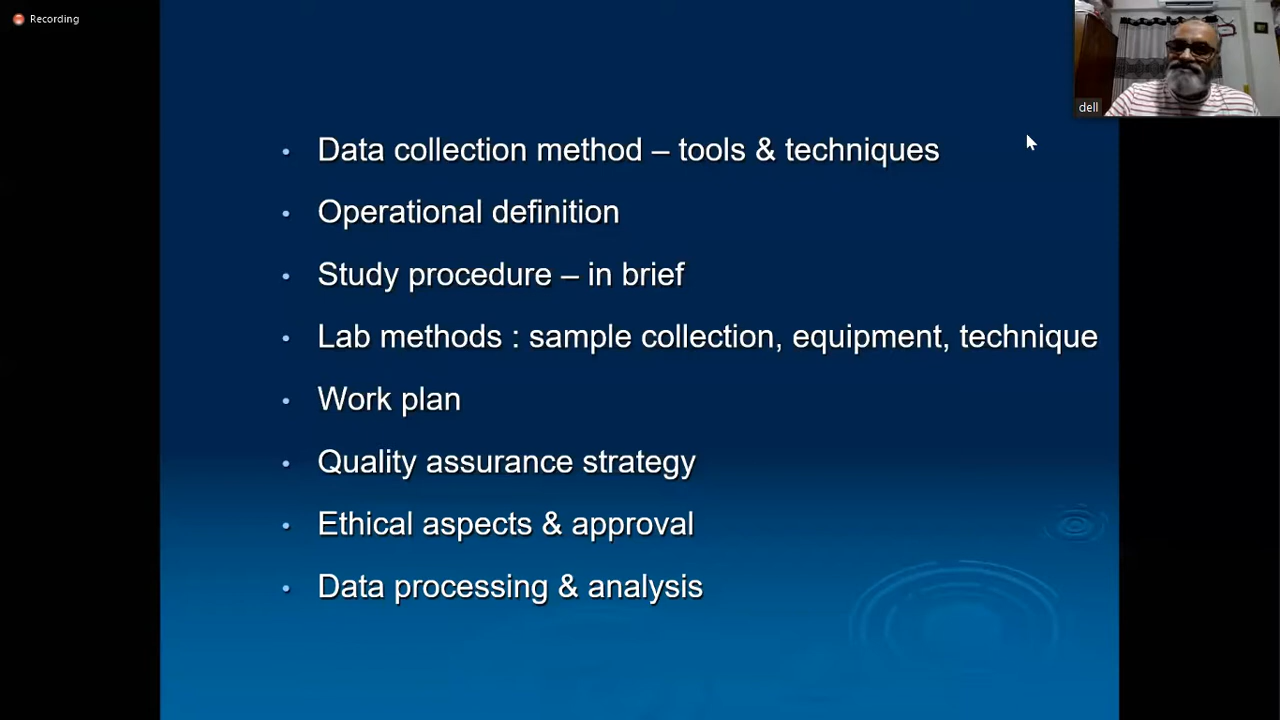 Recording
dell
• Data collection method – tools & techniques
• Operational definition
• Study procedure – in brief
• Lab methods : sample collection, equipment, technique
• Work plan
• Quality assurance strategy
• Ethical aspects & approval
• Data processing & analysis